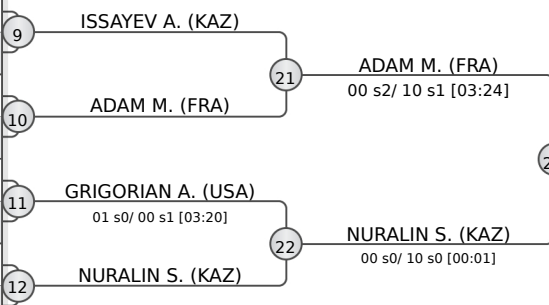 9
ISSAYEV A. (KAZ)
21
ADAM M. (FRA)
00 s2/ 10 s1 [03:24]
10
ADAM M. (FRA)
11
GRIGORIAN A. (USA)
01 s0/ 00 s1 [03:20]
22
NURALIN S. (KAZ)
00 s0/ 10 s0 [00:01]
12
NURALIN S. (KAZ)